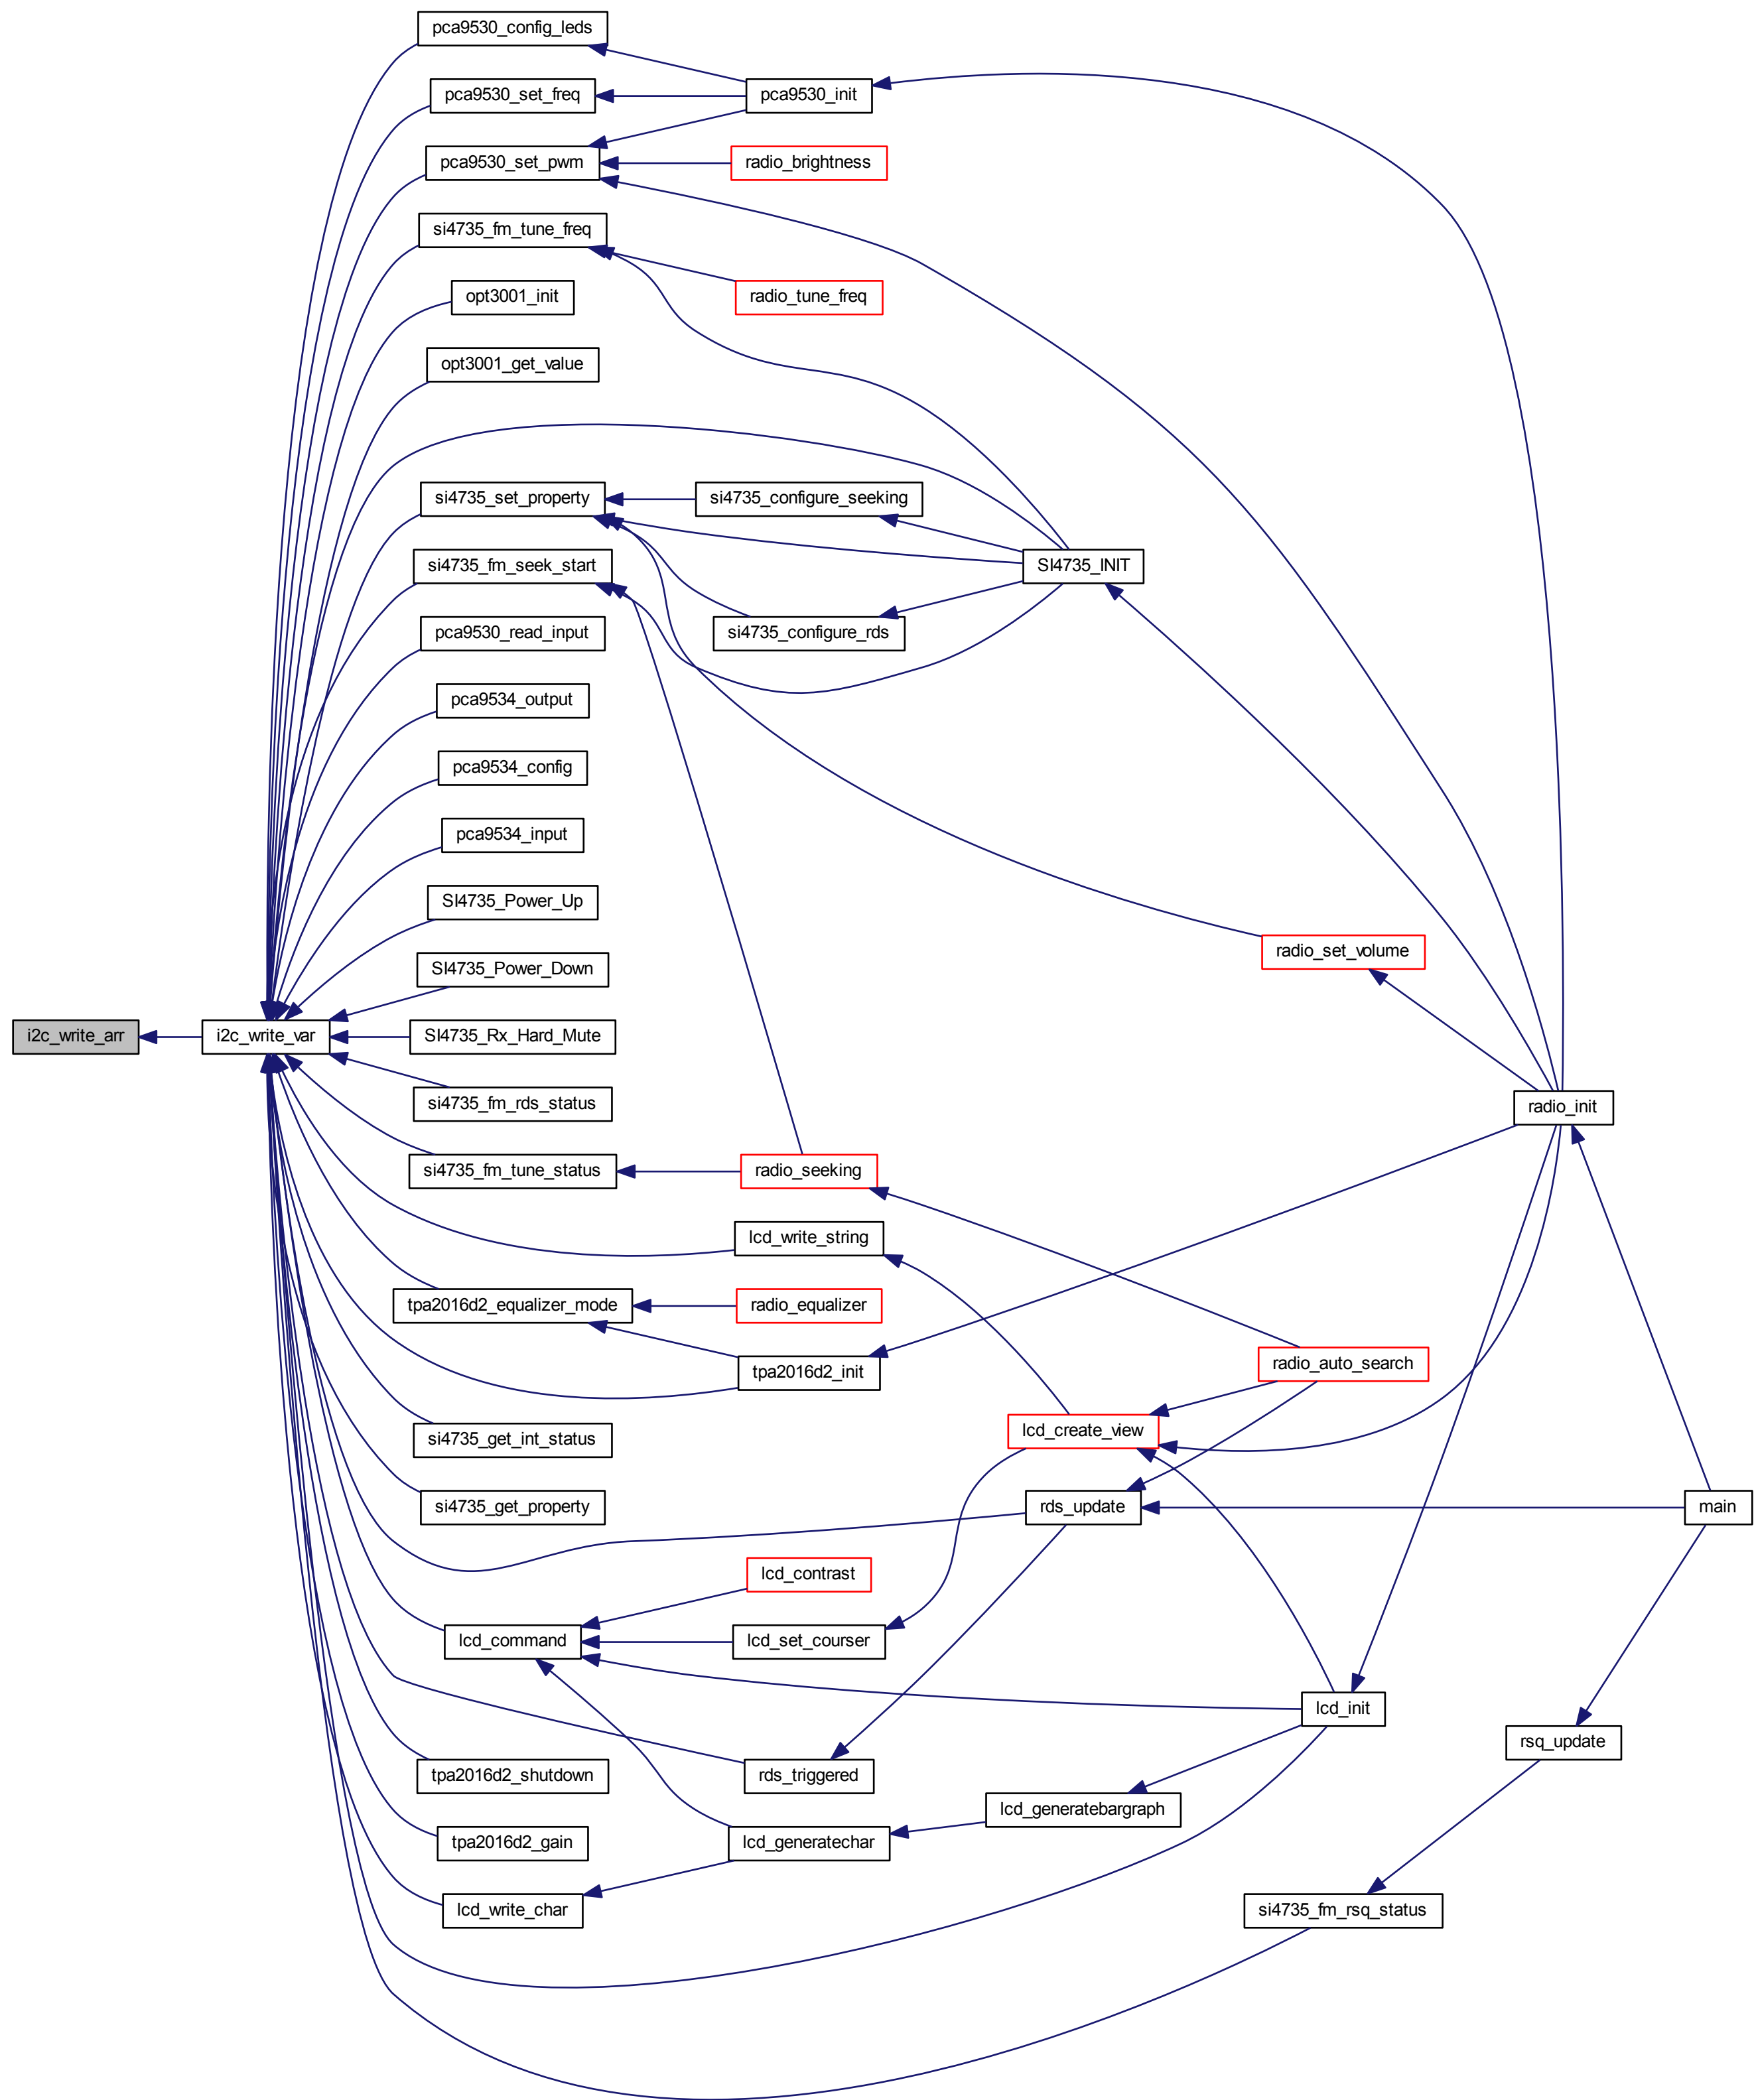 pca9530_config_leds
pca9530_set_freq
pca9530_init
pca9530_set_pwm
radio_brightness
si4735_fm_tune_freq
opt3001_init
radio_tune_freq
opt3001_get_value
si4735_set_property
si4735_configure_seeking
si4735_fm_seek_start
SI4735_INIT
pca9530_read_input
si4735_configure_rds
pca9534_output
pca9534_config
pca9534_input
SI4735_Power_Up
radio_set_volume
SI4735_Power_Down
i2c_write_arr
i2c_write_var
SI4735_Rx_Hard_Mute
si4735_fm_rds_status
radio_init
si4735_fm_tune_status
radio_seeking
lcd_write_string
tpa2016d2_equalizer_mode
radio_equalizer
tpa2016d2_init
radio_auto_search
si4735_get_int_status
lcd_create_view
si4735_get_property
rds_update
main
lcd_contrast
lcd_command
lcd_set_courser
lcd_init
rsq_update
tpa2016d2_shutdown
rds_triggered
lcd_generatebargraph
tpa2016d2_gain
lcd_generatechar
lcd_write_char
si4735_fm_rsq_status